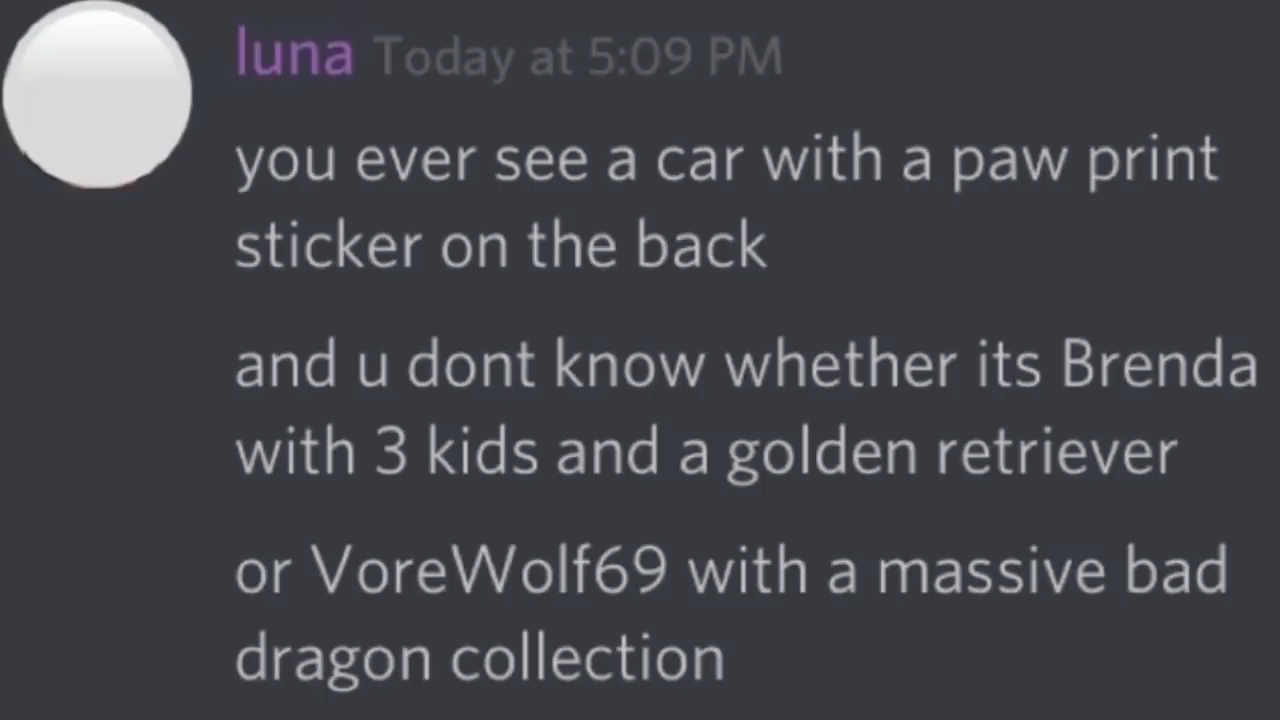 luna Today at 5:09 PM
you ever see a car with a paw print
sticker on the back
and u dont know whether its Brenda
with 3 kids and a golden retriever
or VoreWolf69 with a massive bad
dragon collection